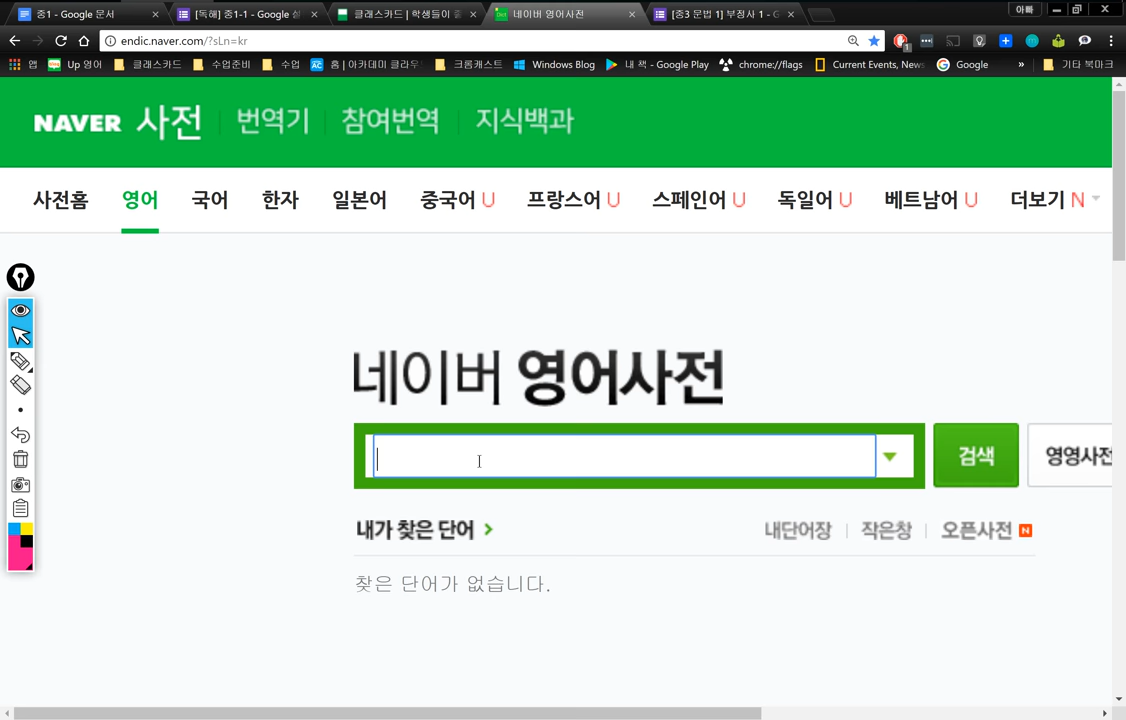 중1 - Google 문서
[독해] 중1-1 - Google 설
클래스카드 | 학생들이 좋
네이버 영어사전
[중3 문법 1] 부정사 1 - G
아빠
endic.naver.com/?sLn=kr
1
앱
Up 영어
클래스카드
수업준비
수업
홈 | 아카데미 클라우
크롬캐스트
Windows Blog
내 책 - Google Play
chrome://flags
Current Events, News
Google
»
기타 북마크
NAVER 사전
번역기
참여번역
지식백과
사전홈
영어
국어
한자
일본어
중국어 U
프랑스어 U
스페인어 U
독일어 U
베트남어 U
더보기 N
네이버 영어사전
검색
영영사전
내가 찾은 단어
내단어장
작은창
오픈사전 N
찾은 단어가 없습니다.